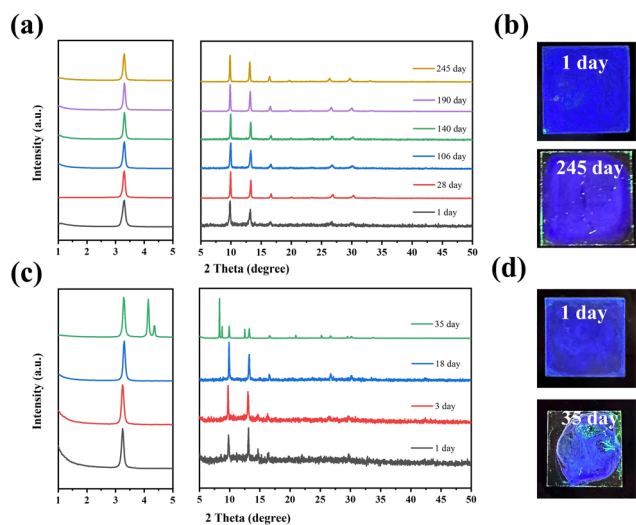 (a)
Intensity (a.u.)
245 day
190 day
140 day
106 day
28 day
1 day
1 2 3 4 5
5 10 15 20 25 30 35 40 45 50
2 Theta (degree)
(b)
1 day
245 day
(c)
Intensity (a.u.)
35 day
18 day
3 day
1 day
1 2 3 4 5
5 10 15 20 25 30 35 40 45 50
2 Theta (degree)
(d)
1 day
35 day